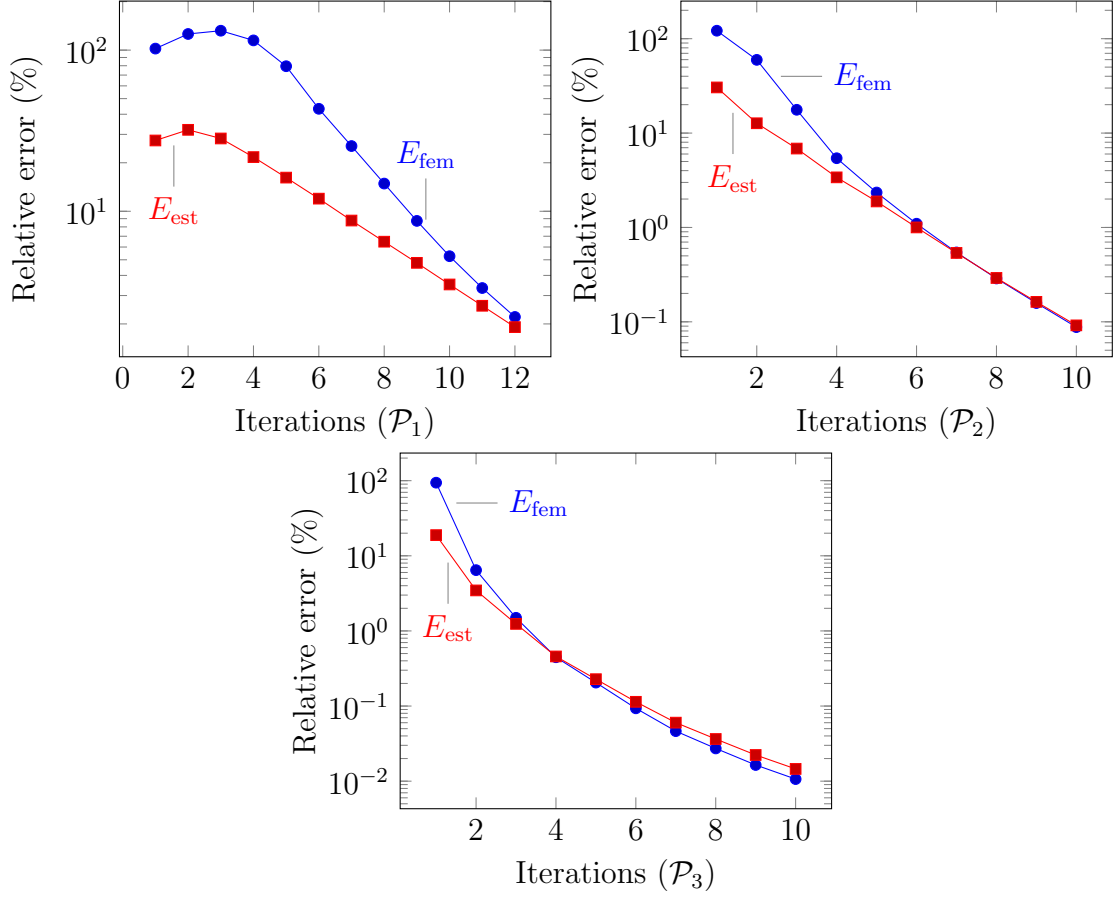 10²
10¹
Relative error (%)
E_fem
E_est
0 2 4 6 8 10 12
Iterations (𝒫₁)
10²
10¹
10⁰
10⁻¹
Relative error (%)
E_fem
E_est
2 4 6 8 10
Iterations (𝒫₂)
10²
10¹
10⁰
10⁻¹
10⁻²
Relative error (%)
E_fem
E_est
2 4 6 8 10
Iterations (𝒫₃)